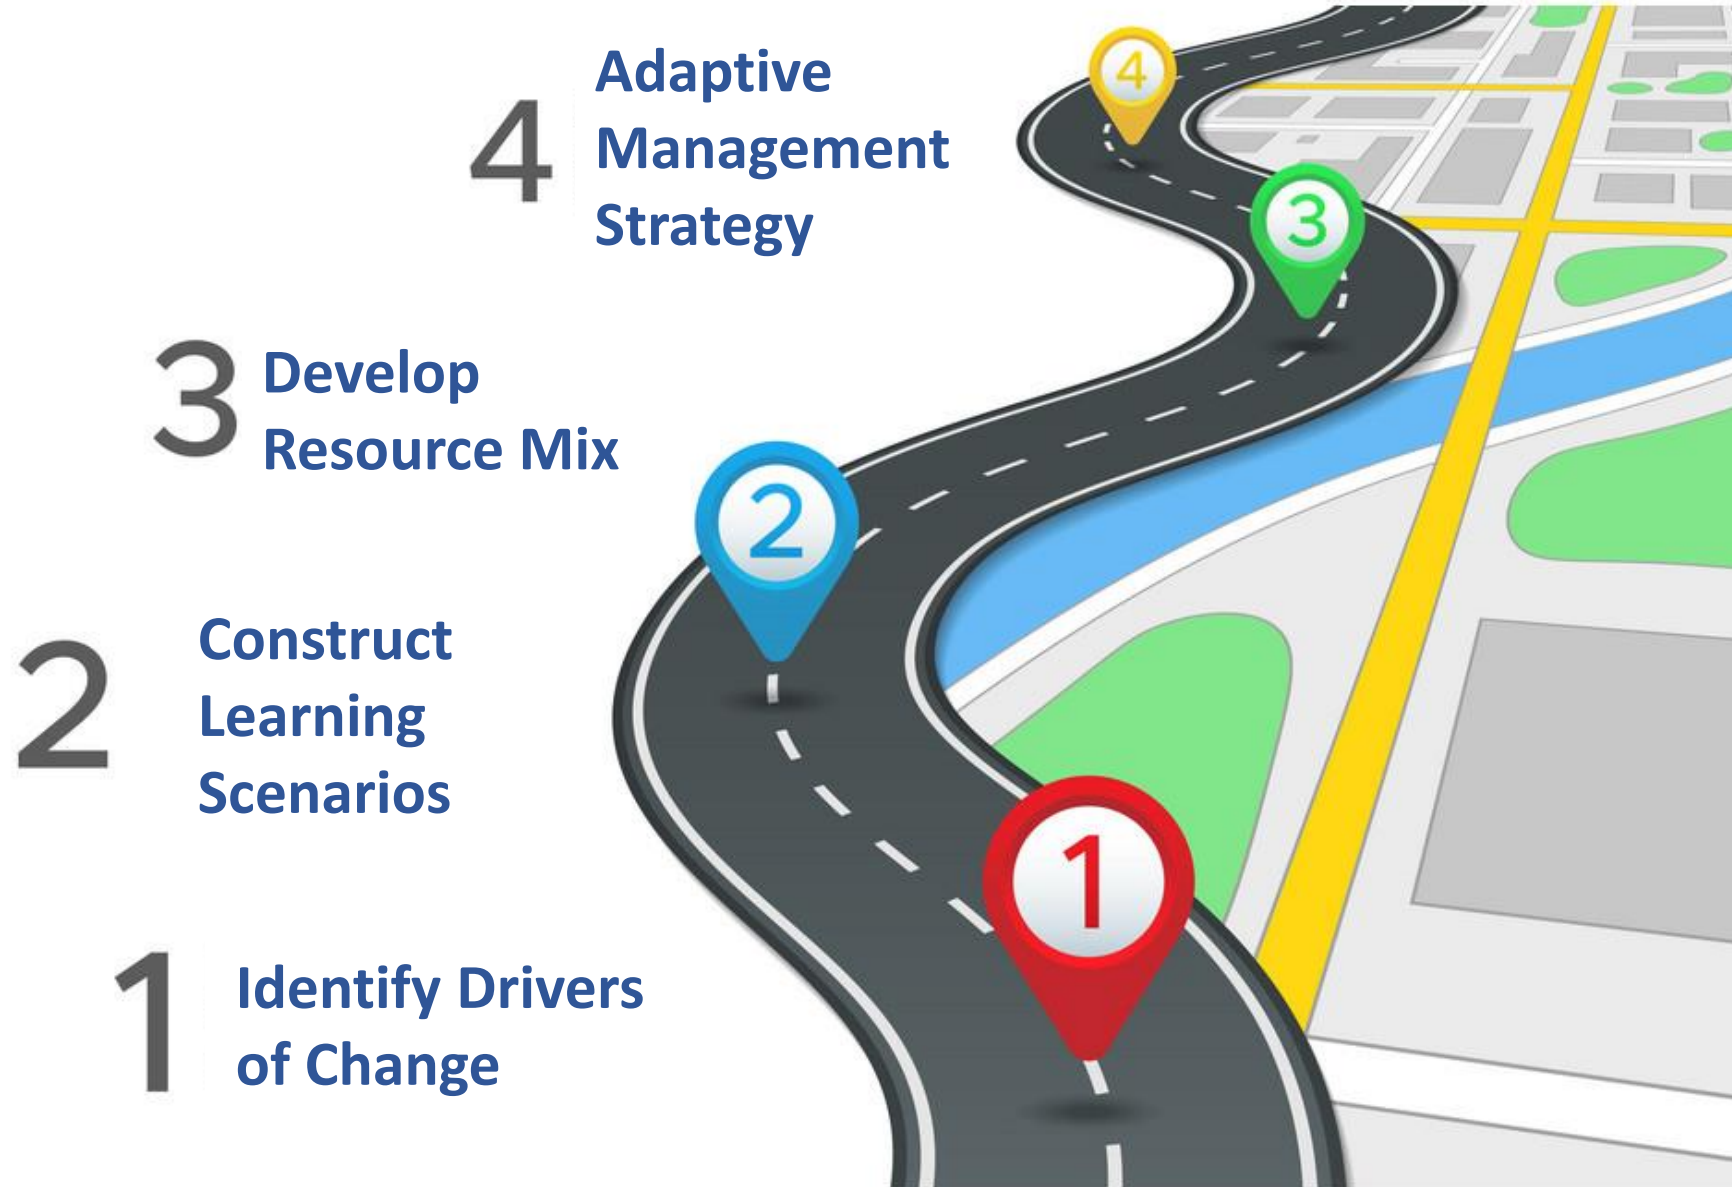 4
Adaptive
Management
Strategy
4
3
3
Develop
Resource Mix
2
2
Construct
Learning
Scenarios
1
1
Identify Drivers
of Change